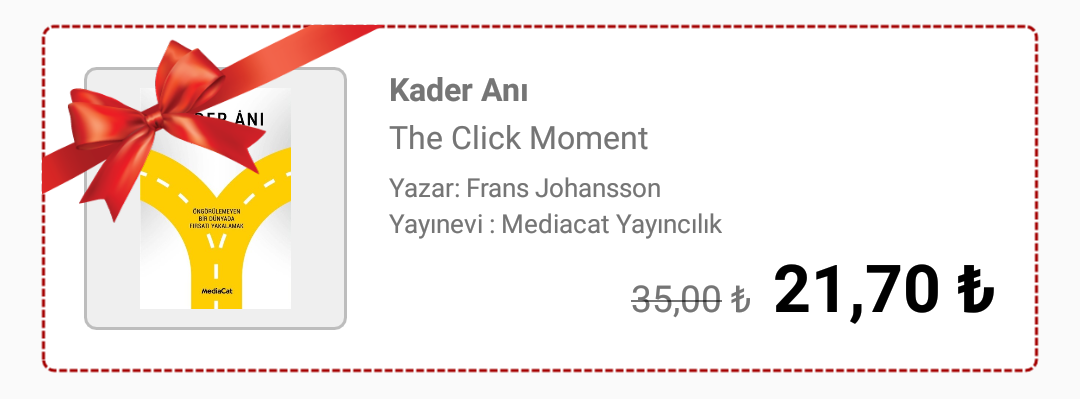 ANI
ÖNGÖRÜLEMEYEN
BİR DÜNYADA
FIRSATI YAKALAMAK
MediaCat
Kader Anı
The Click Moment
Yazar: Frans Johansson
Yayınevi : Mediacat Yayıncılık
35,00 ₺ 21,70 ₺